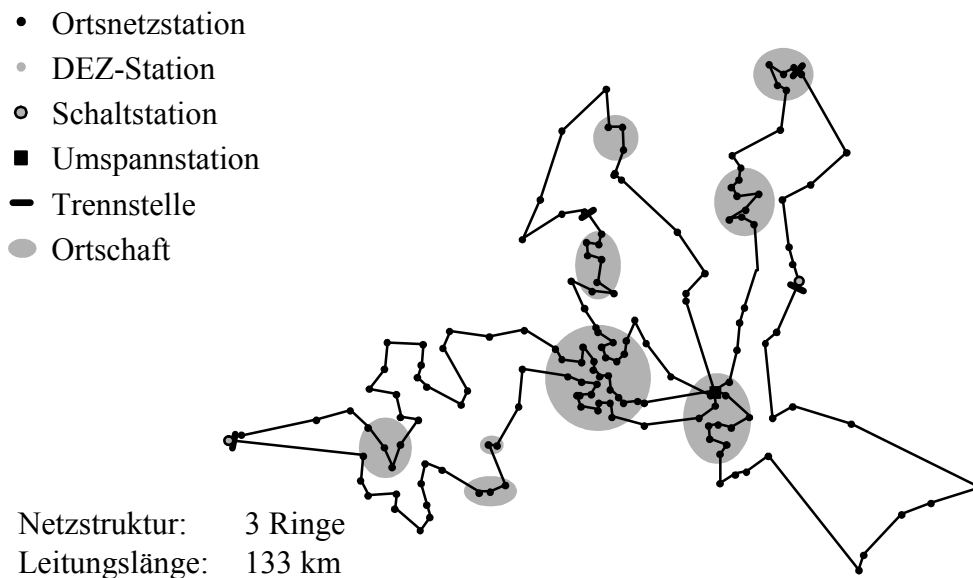 Ortsnetzstation
DEZ-Station
Schaltstation
Umspannstation
Trennstelle
Ortschaft
Netzstruktur: 3 Ringe
Leitungslänge: 133 km